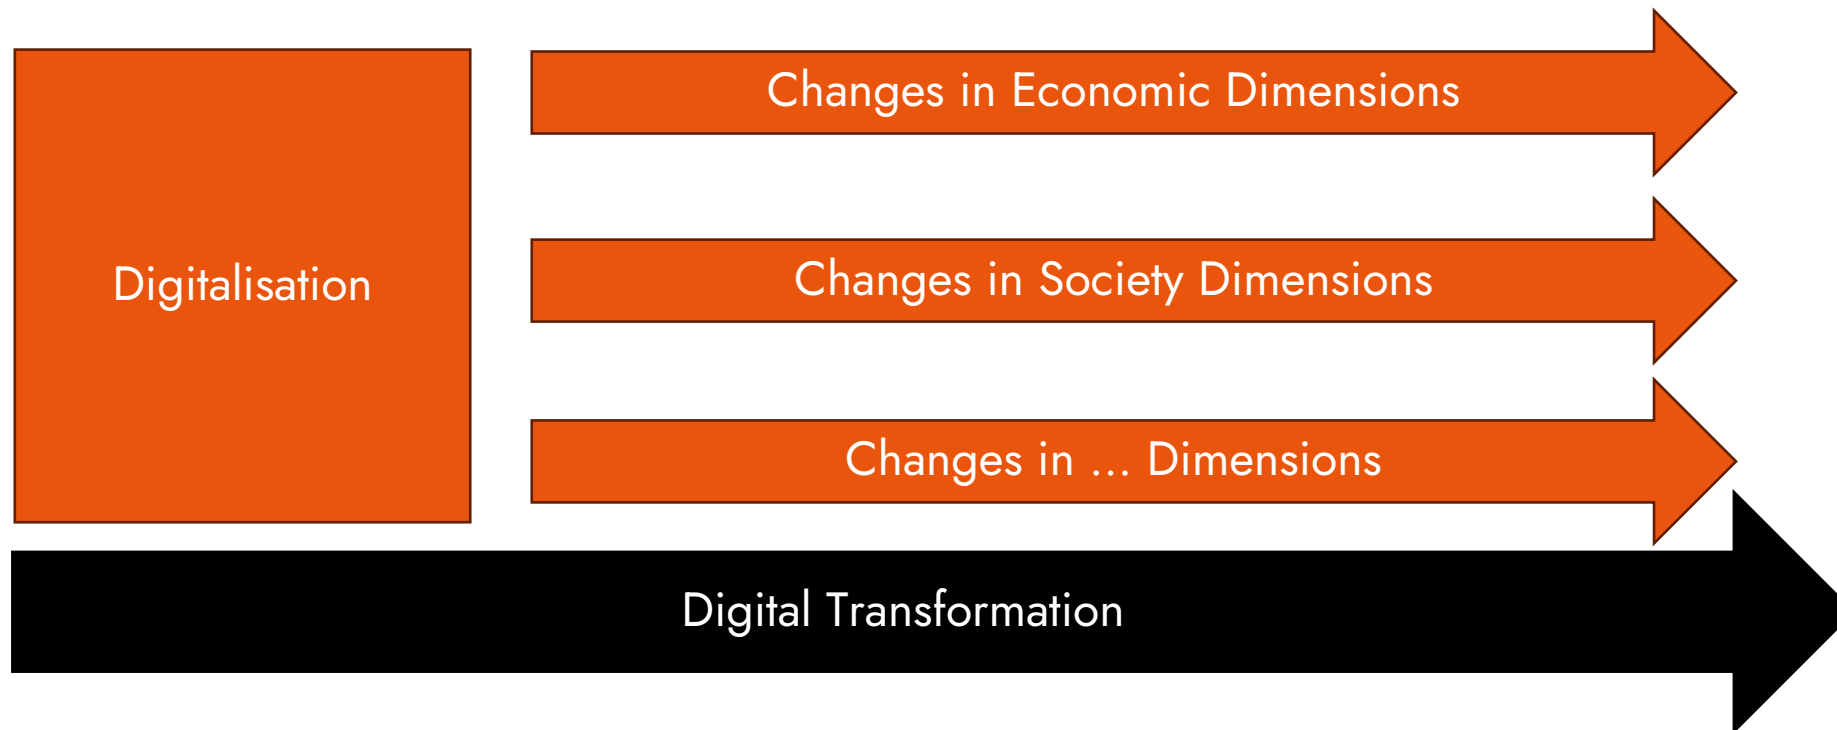 Changes in Economic Dimensions
Digitalisation
Changes in Society Dimensions
Changes in ... Dimensions
Digital Transformation